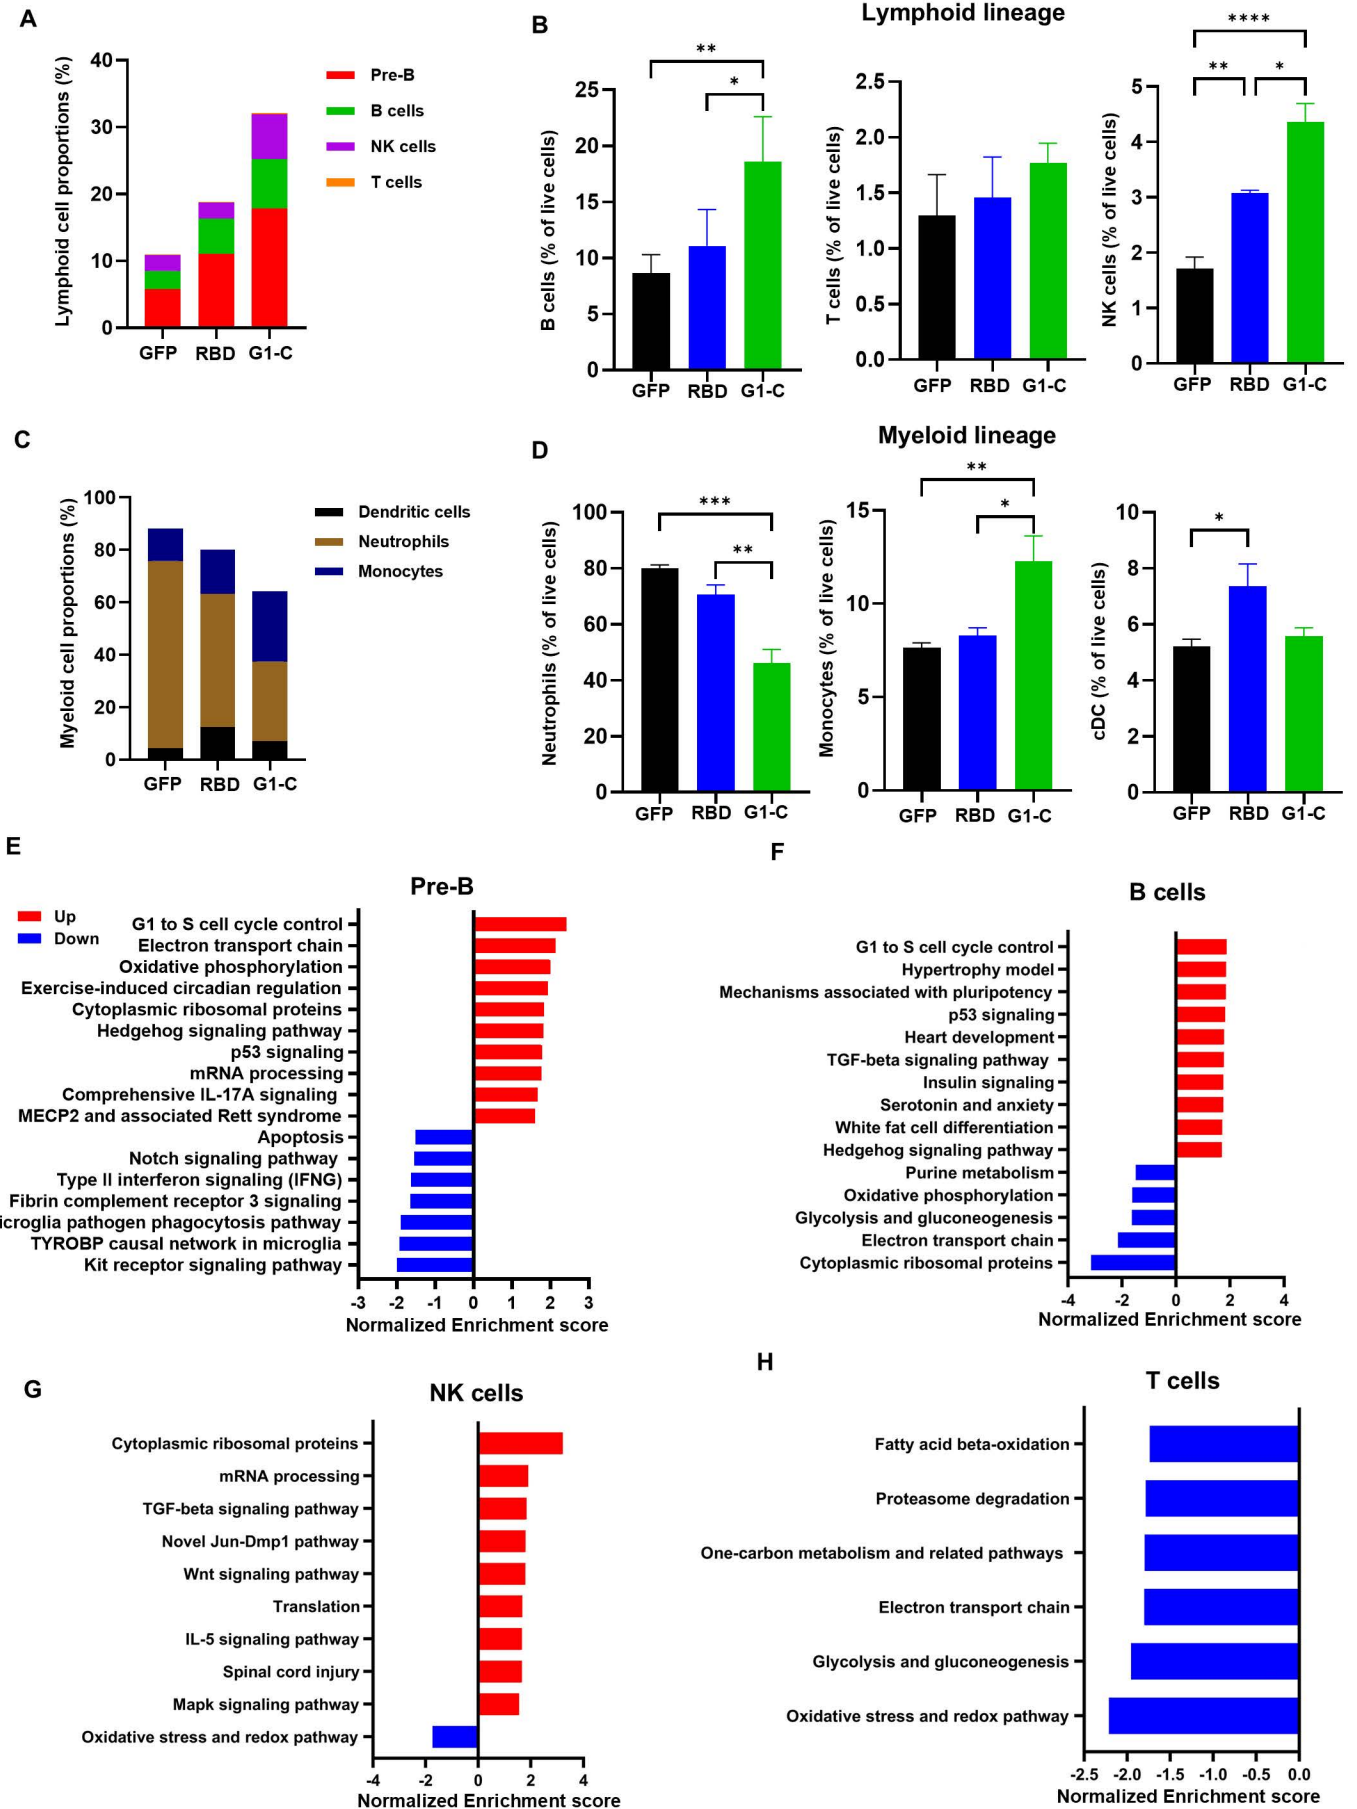 A
Lymphoid cell proportions (%)
40
30
20
10
0
GFP
RBD
G1-C
Pre-B
B cells
NK cells
T cells
B
Lymphoid lineage
B cells (% of live cells)
25
20
15
10
5
0
**
*
GFP
RBD
G1-C
T cells (% of live cells)
2.5
2.0
1.5
1.0
0.5
0.0
GFP
RBD
G1-C
NK cells (% of live cells)
5
4
3
2
1
0
****
**
*
GFP
RBD
G1-C
C
Myeloid cell proportions (%)
100
80
60
40
20
0
GFP
RBD
G1-C
Dendritic cells
Neutrophils
Monocytes
D
Myeloid lineage
Neutrophils (% of live cells)
100
80
60
40
20
0
***
**
GFP
RBD
G1-C
Monocytes (% of live cells)
15
10
5
0
**
*
GFP
RBD
G1-C
cDC (% of live cells)
10
8
6
4
2
0
*
GFP
RBD
G1-C
E
Pre-B
Up
Down
G1 to S cell cycle control
Electron transport chain
Oxidative phosphorylation
Exercise-induced circadian regulation
Cytoplasmic ribosomal proteins
Hedgehog signaling pathway
p53 signaling
mRNA processing
Comprehensive IL-17A signaling
MECP2 and associated Rett syndrome
Apoptosis
Notch signaling pathway
Type II interferon signaling (IFNG)
Fibrin complement receptor 3 signaling
icroglia pathogen phagocytosis pathway
TYROBP causal network in microglia
Kit receptor signaling pathway
-3 -2 -1 0 1 2 3
Normalized Enrichment score
F
B cells
G1 to S cell cycle control
Hypertrophy model
Mechanisms associated with pluripotency
p53 signaling
Heart development
TGF-beta signaling pathway
Insulin signaling
Serotonin and anxiety
White fat cell differentiation
Hedgehog signaling pathway
Purine metabolism
Oxidative phosphorylation
Glycolysis and gluconeogenesis
Electron transport chain
Cytoplasmic ribosomal proteins
-4 -2 0 2 4
Normalized Enrichment score
G
NK cells
Cytoplasmic ribosomal proteins
mRNA processing
TGF-beta signaling pathway
Novel Jun-Dmp1 pathway
Wnt signaling pathway
Translation
IL-5 signaling pathway
Spinal cord injury
Mapk signaling pathway
Oxidative stress and redox pathway
-4 -2 0 2 4
Normalized Enrichment score
H
T cells
Fatty acid beta-oxidation
Proteasome degradation
One-carbon metabolism and related pathways
Electron transport chain
Glycolysis and gluconeogenesis
Oxidative stress and redox pathway
-2.5 -2.0 -1.5 -1.0 -0.5 0.0
Normalized Enrichment score